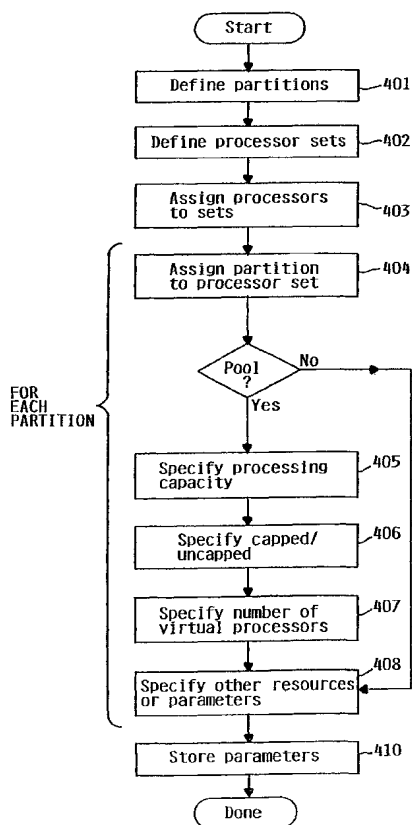 Start
Define partitions
401
Define processor sets
402
Assign processors
to sets
403
Assign partition
to processor set
404
Pool
?
No
Yes
FOR
EACH
PARTITION
Specify processing
capacity
405
Specify capped/
uncapped
406
Specify number of
virtual processors
407
Specify other resources
or parameters
408
Store parameters
410
Done